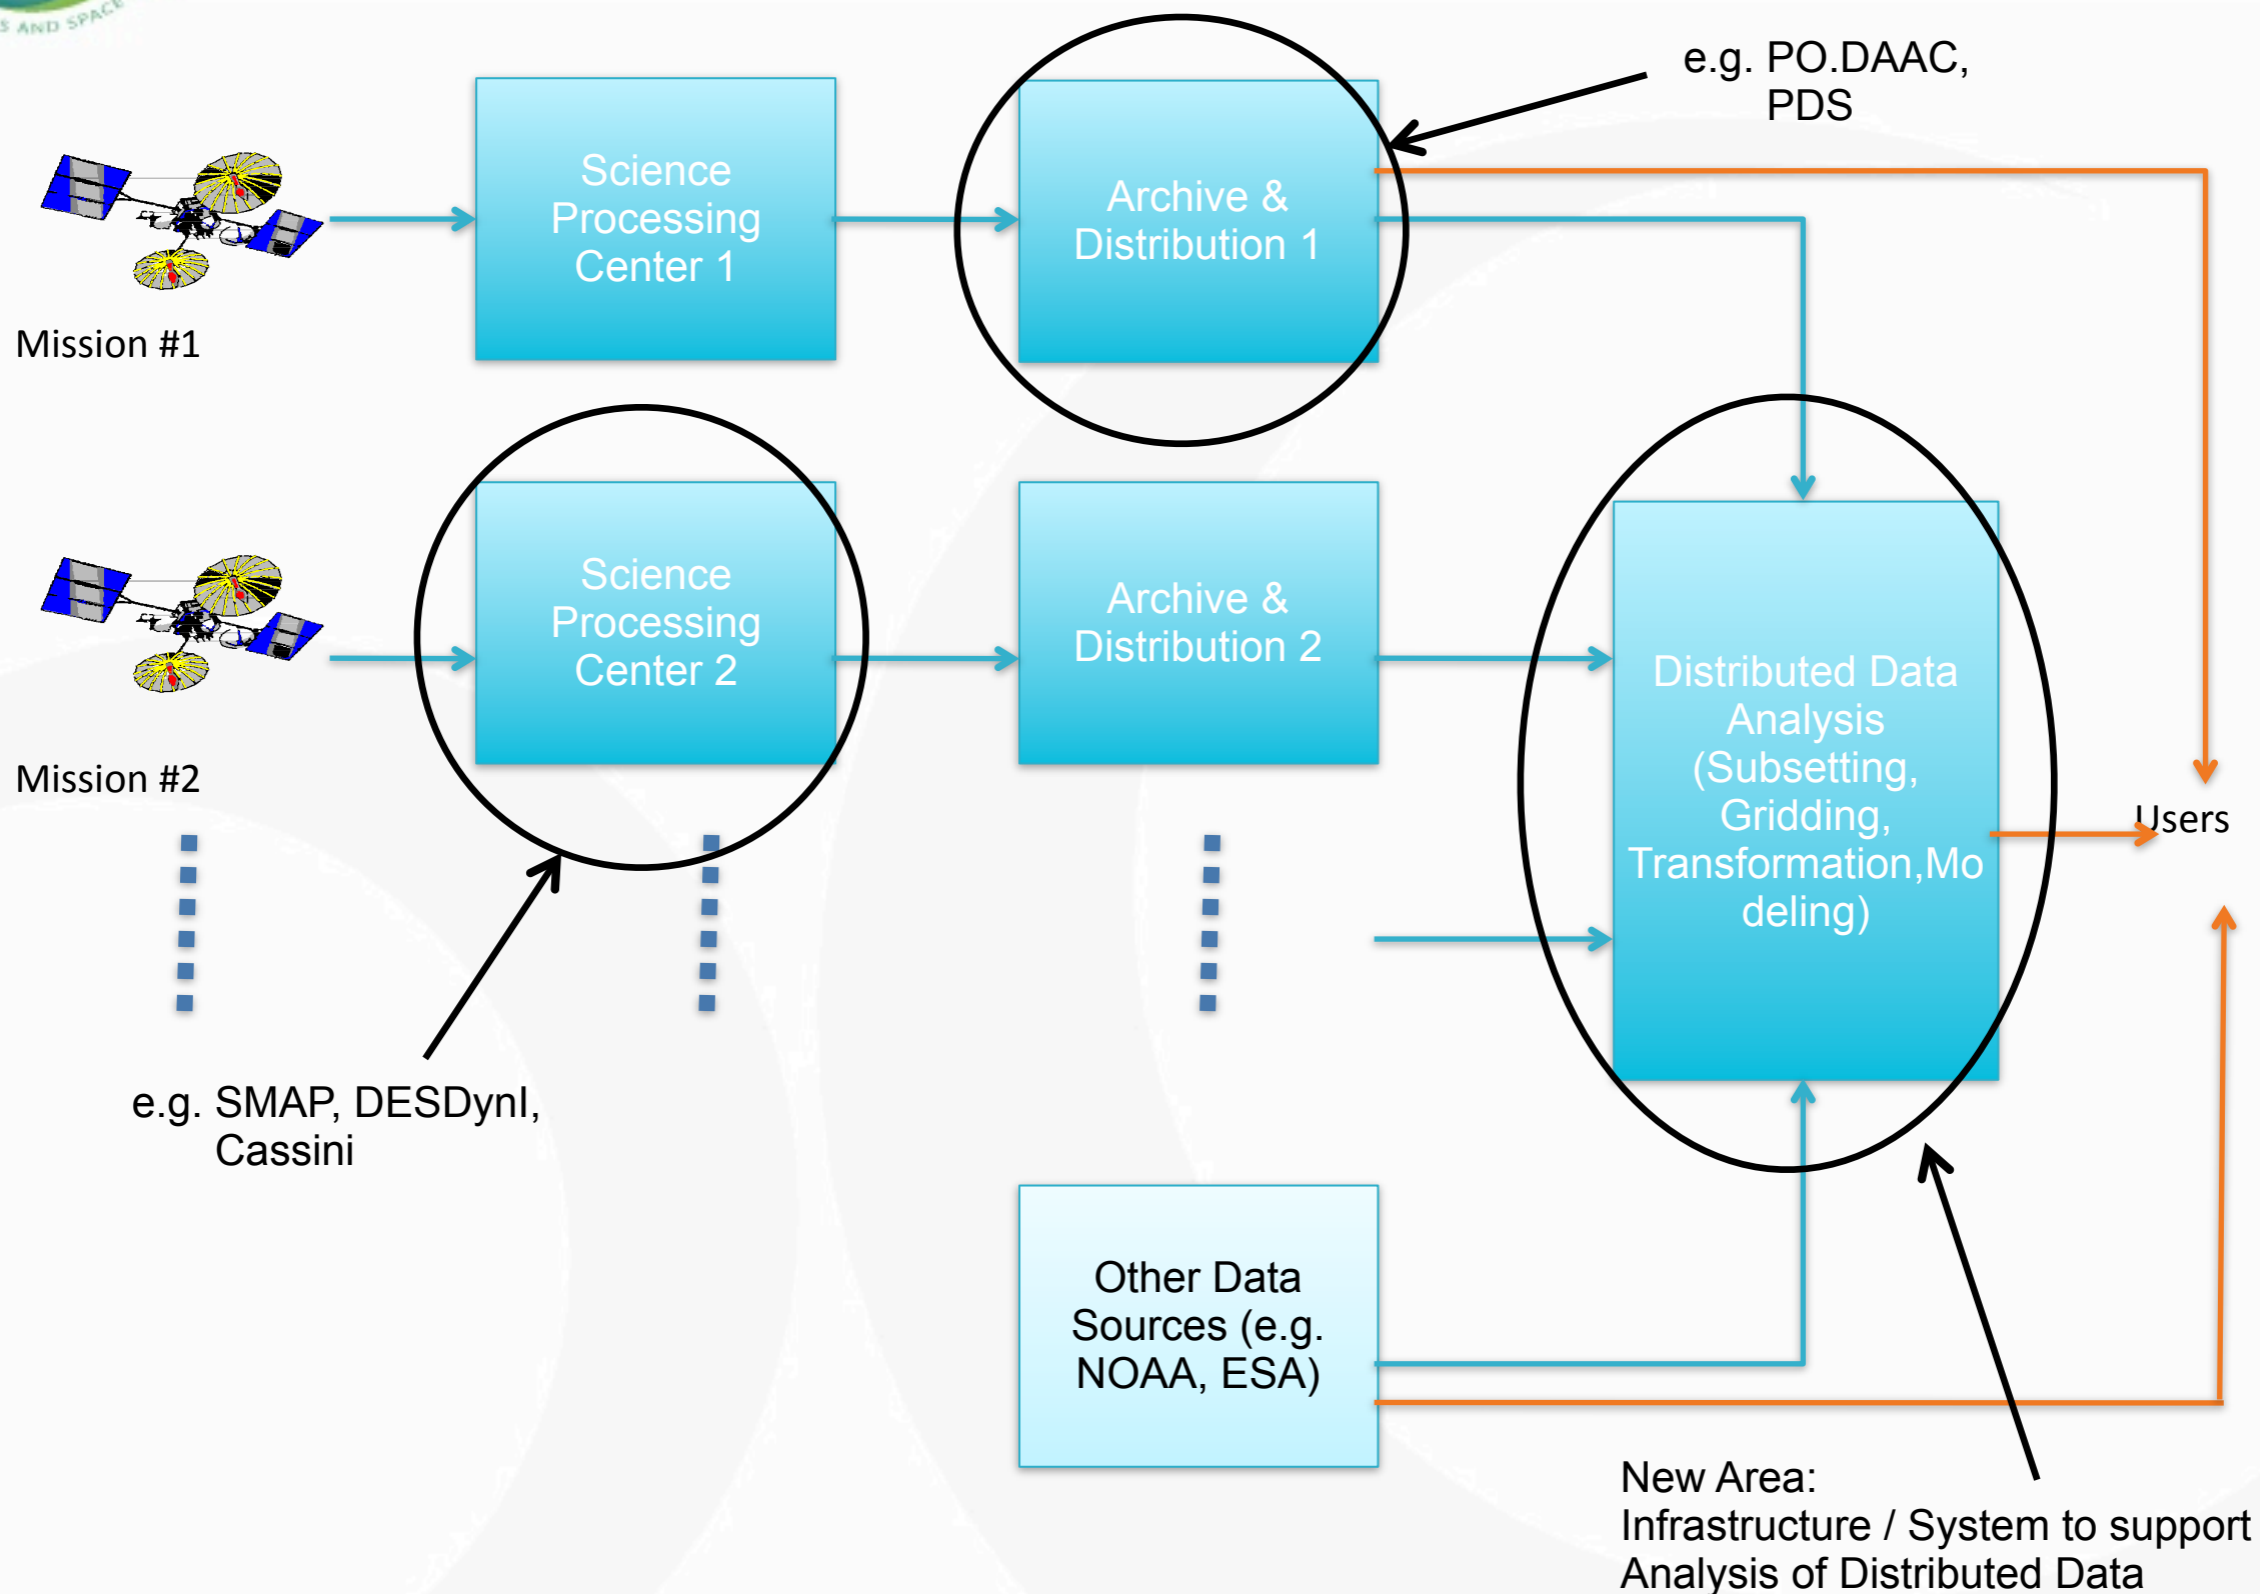 S AND SPACE
e.g. PO.DAAC,
PDS
Science
Processing
Center 1
Archive &
Distribution 1
Mission #1
Science
Processing
Center 2
Archive &
Distribution 2
Distributed Data
Analysis
(Subsetting,
Gridding,
Transformation,Mo
deling)
Mission #2
Users
e.g. SMAP, DESDynI,
Cassini
Other Data
Sources (e.g.
NOAA, ESA)
New Area:
Infrastructure / System to support
Analysis of Distributed Data